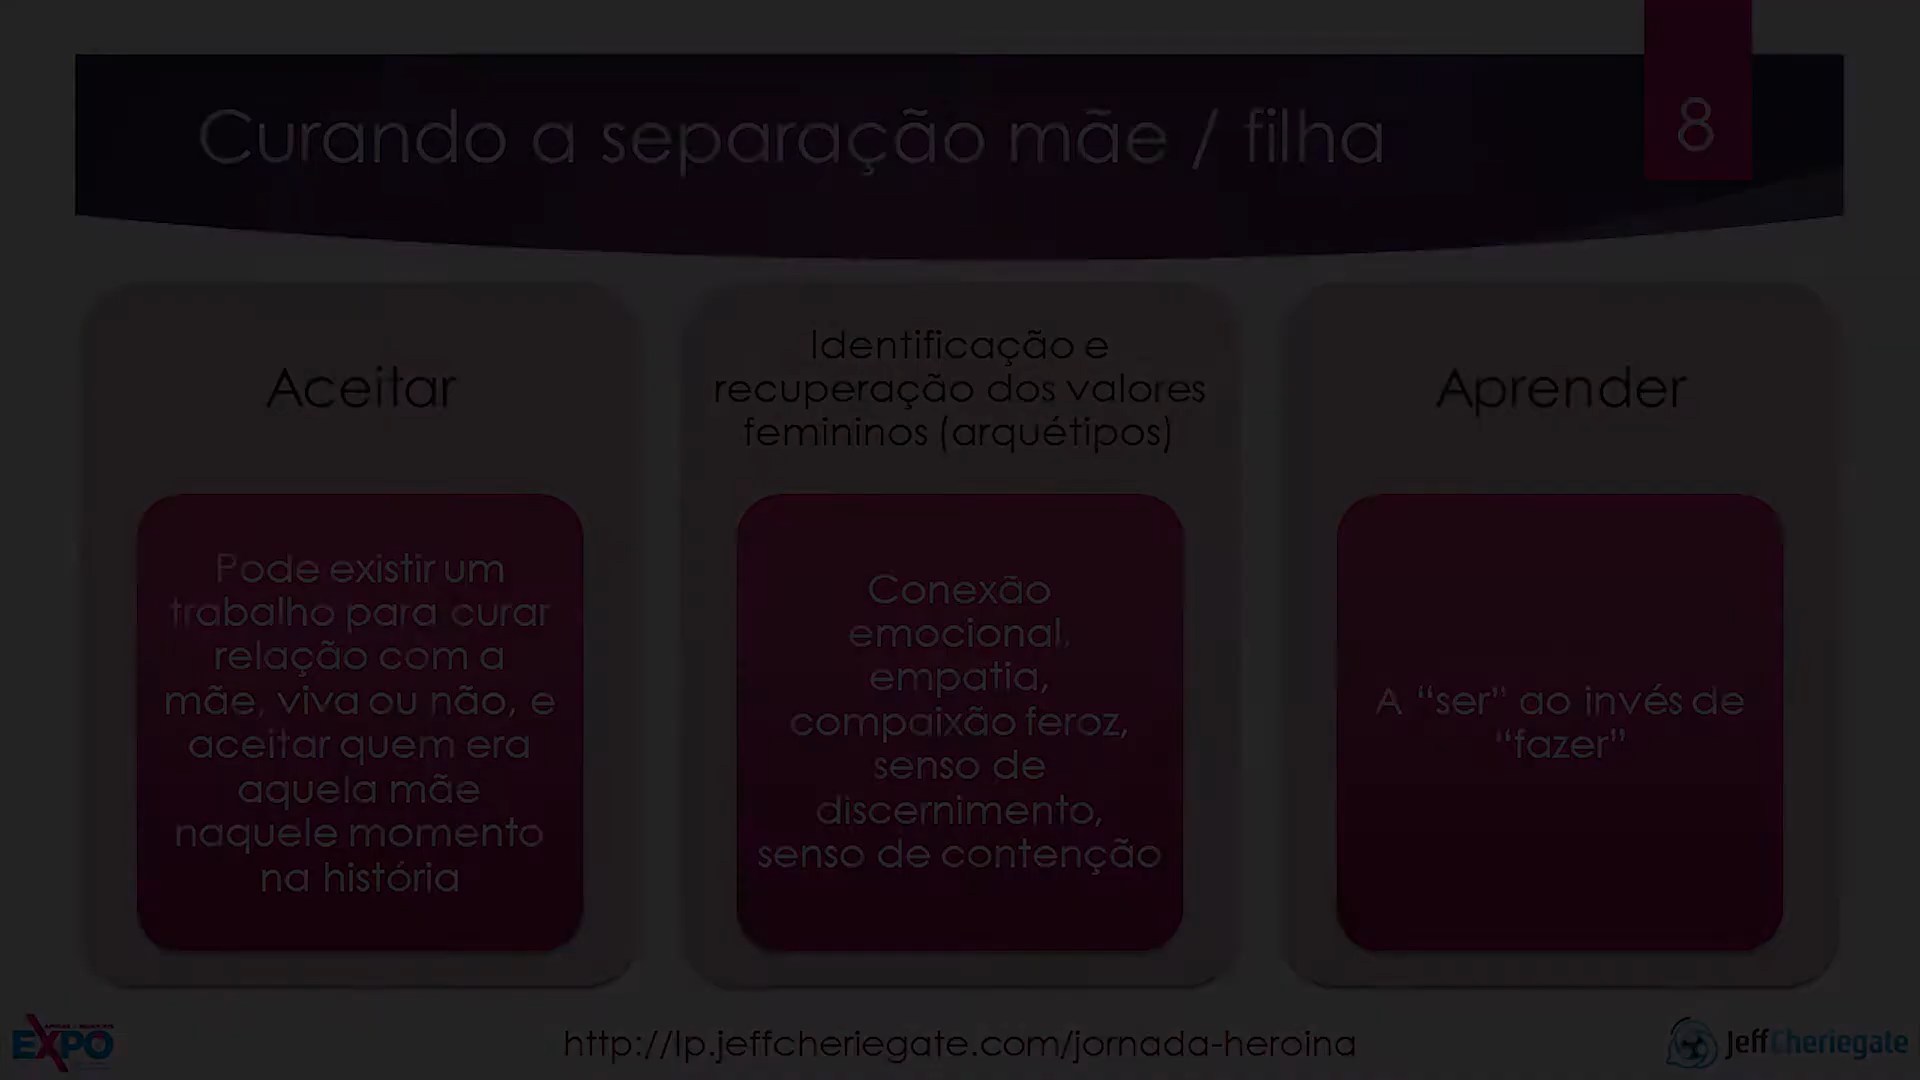 Curando a separação mãe / filha
8
Aceitar
Pode existir um
trabalho para curar
relação com a
mãe, viva ou não, e
aceitar quem era
aquela mãe
naquele momento
na história
Identificação e
recuperação dos valores
femininos (arquétipos)
Conexão
emocional,
empatia,
compaixão feroz,
senso de
discernimento,
senso de contenção
Aprender
A “ser” ao invés de
“fazer”
EXPO
http://lp.jeffcheriegate.com/jornada-heroina
JeffCheriegate